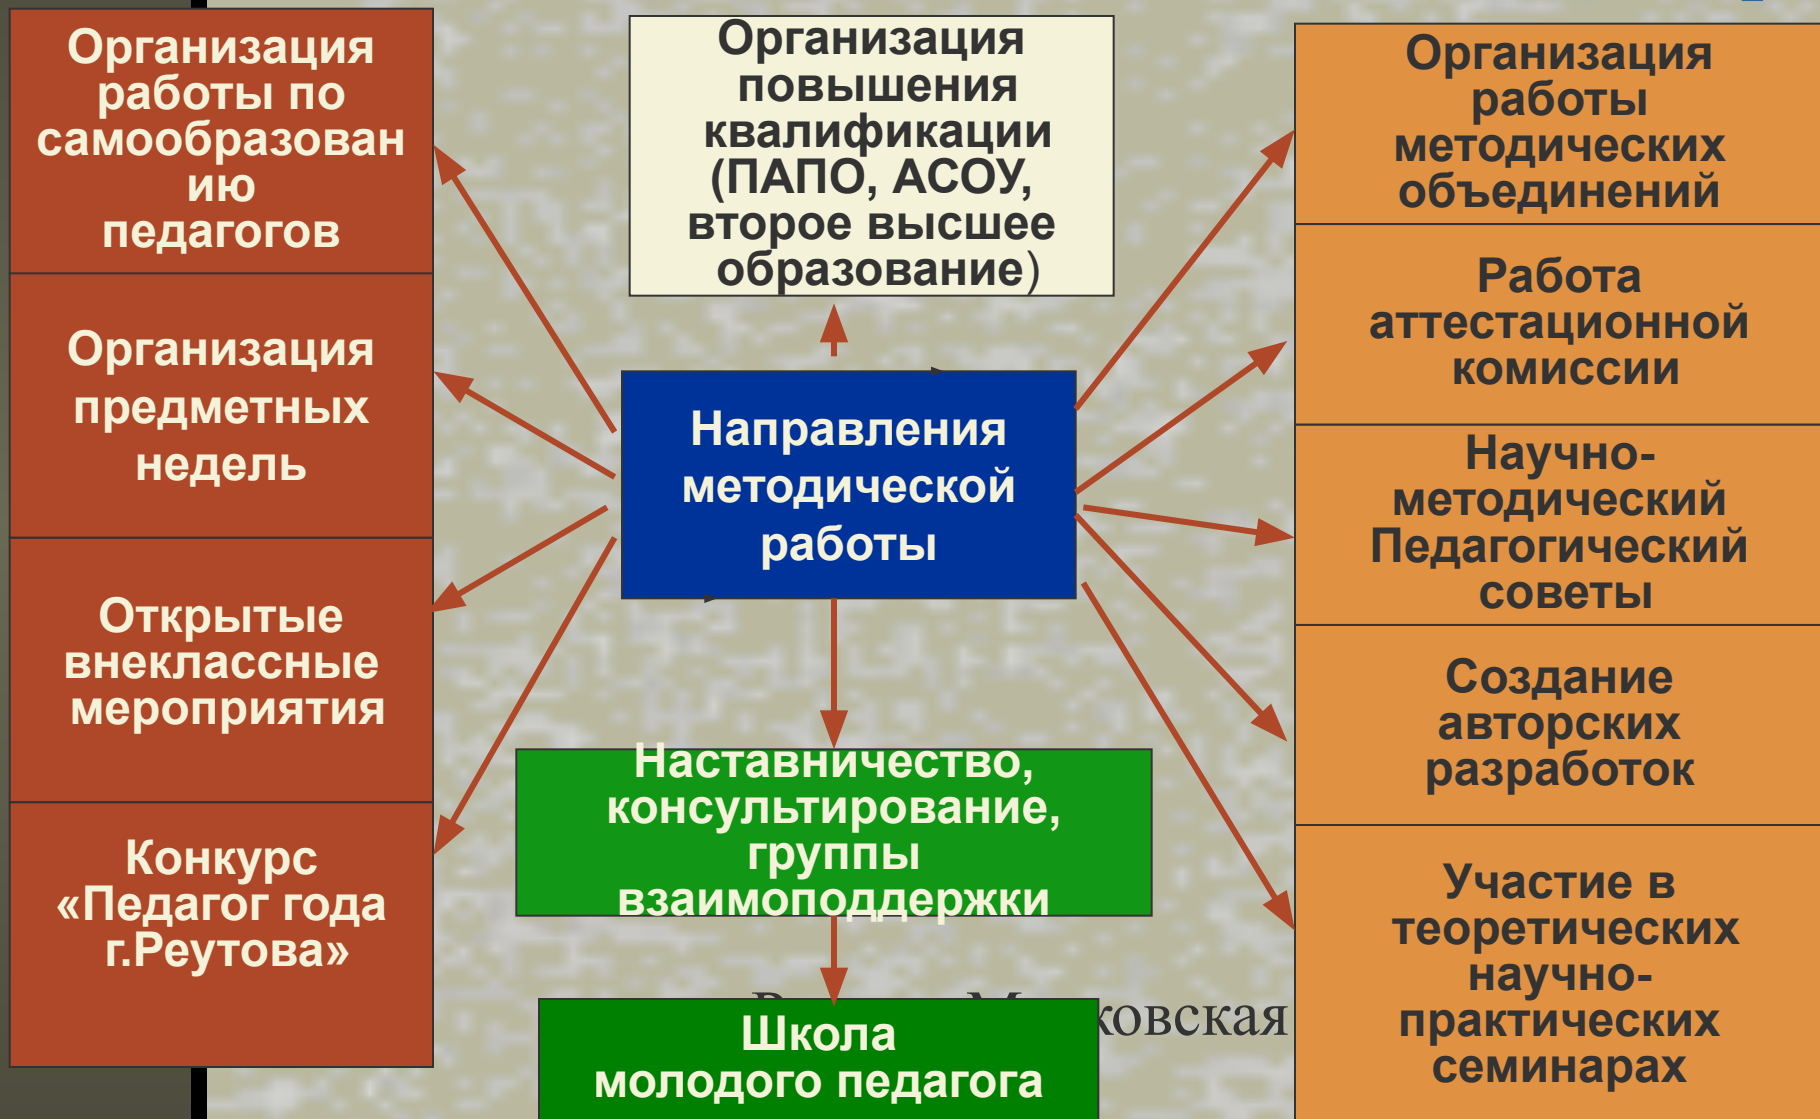 Организация
работы по
самообразован
ию
педагогов
Организация
предметных
недель
Открытые
внеклассные
мероприятия
Конкурс
«Педагог года
г.Реутова»
Организация
повышения
квалификации
(ПАПО, АСОУ,
второе высшее
образование)
Направления
методической
работы
Наставничество,
консультирование,
группы
взаимоподдержки
Школа
молодого педагога
Организация
работы
методических
объединений
Работа
аттестационной
комиссии
Научно-
методический
Педагогический
советы
Создание
авторских
разработок
Участие в
теоретических
научно-
практических
семинарах